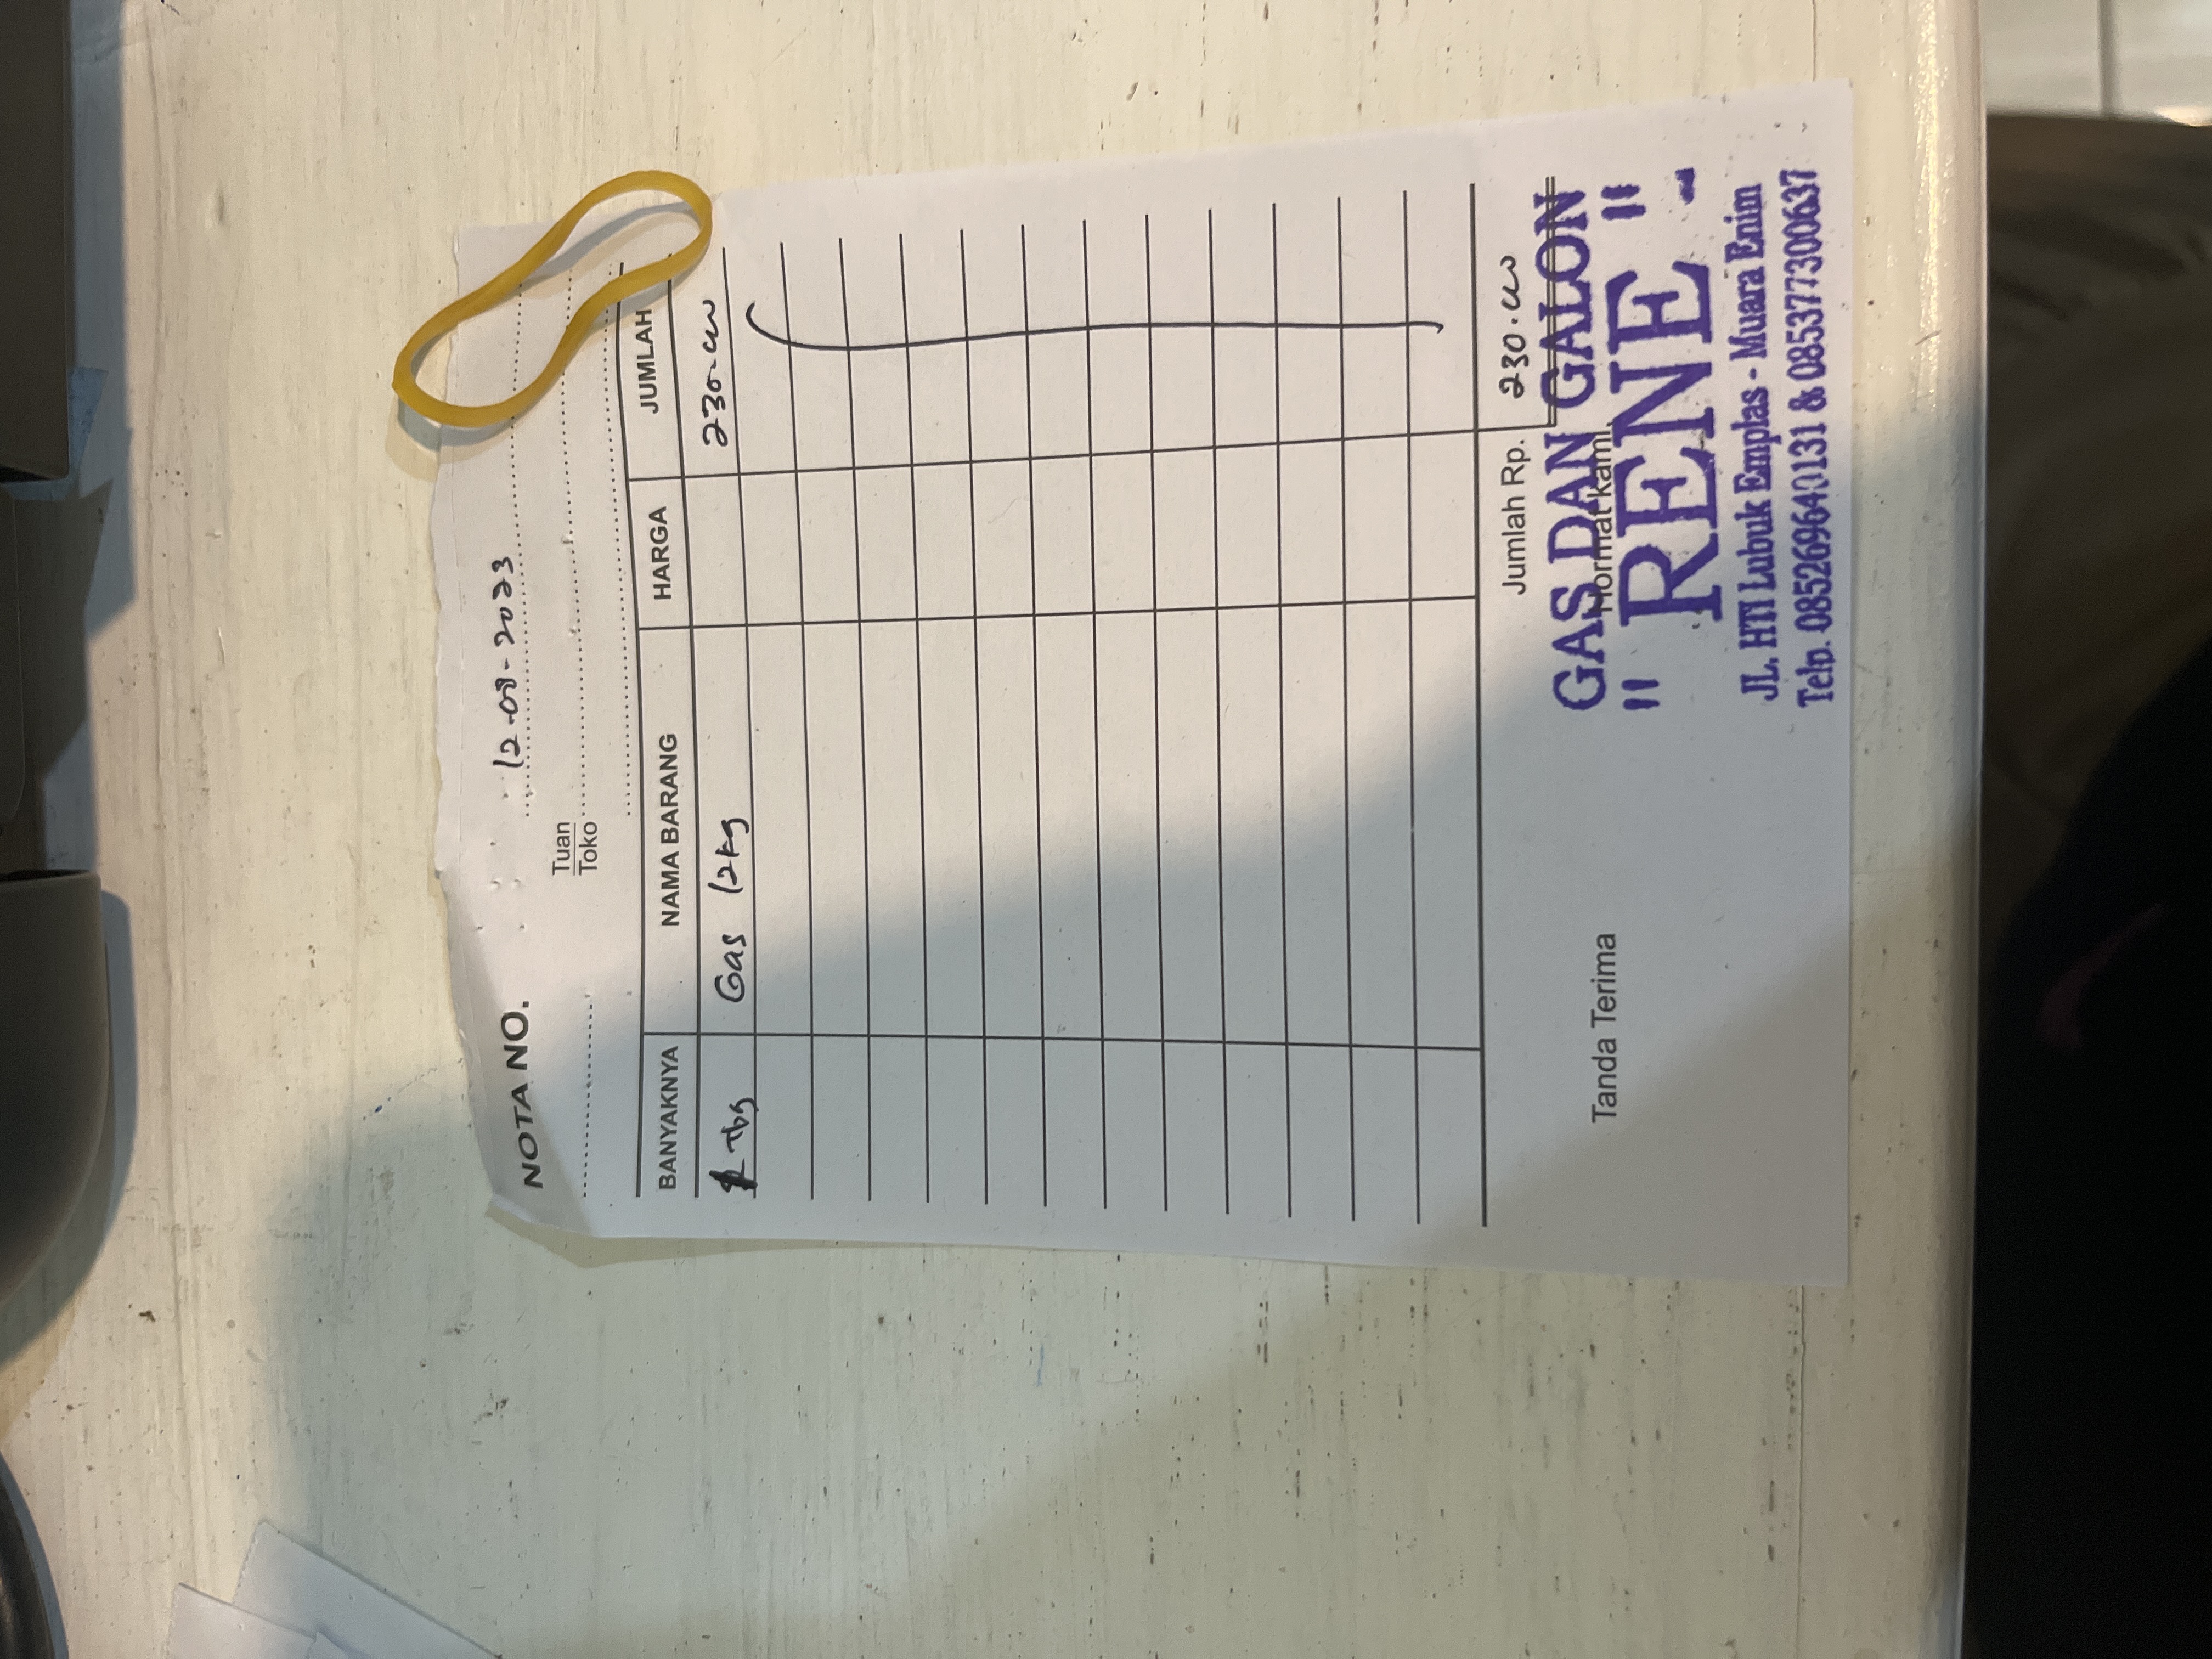 NOTA NO.
12-08-2023
Tuan
Toko
BANYAKNYA NAMA BARANG HARGA JUMLAH
1 Tbg Gas 12kg 230.000
Jumlah Rp. 230.000
Tanda Terima Hormat kami,
GAS DAN GALON
" RENE "
JL. HTI Lubuk Emplas - Muara Enim
Telp. 085269640131 & 085377300637